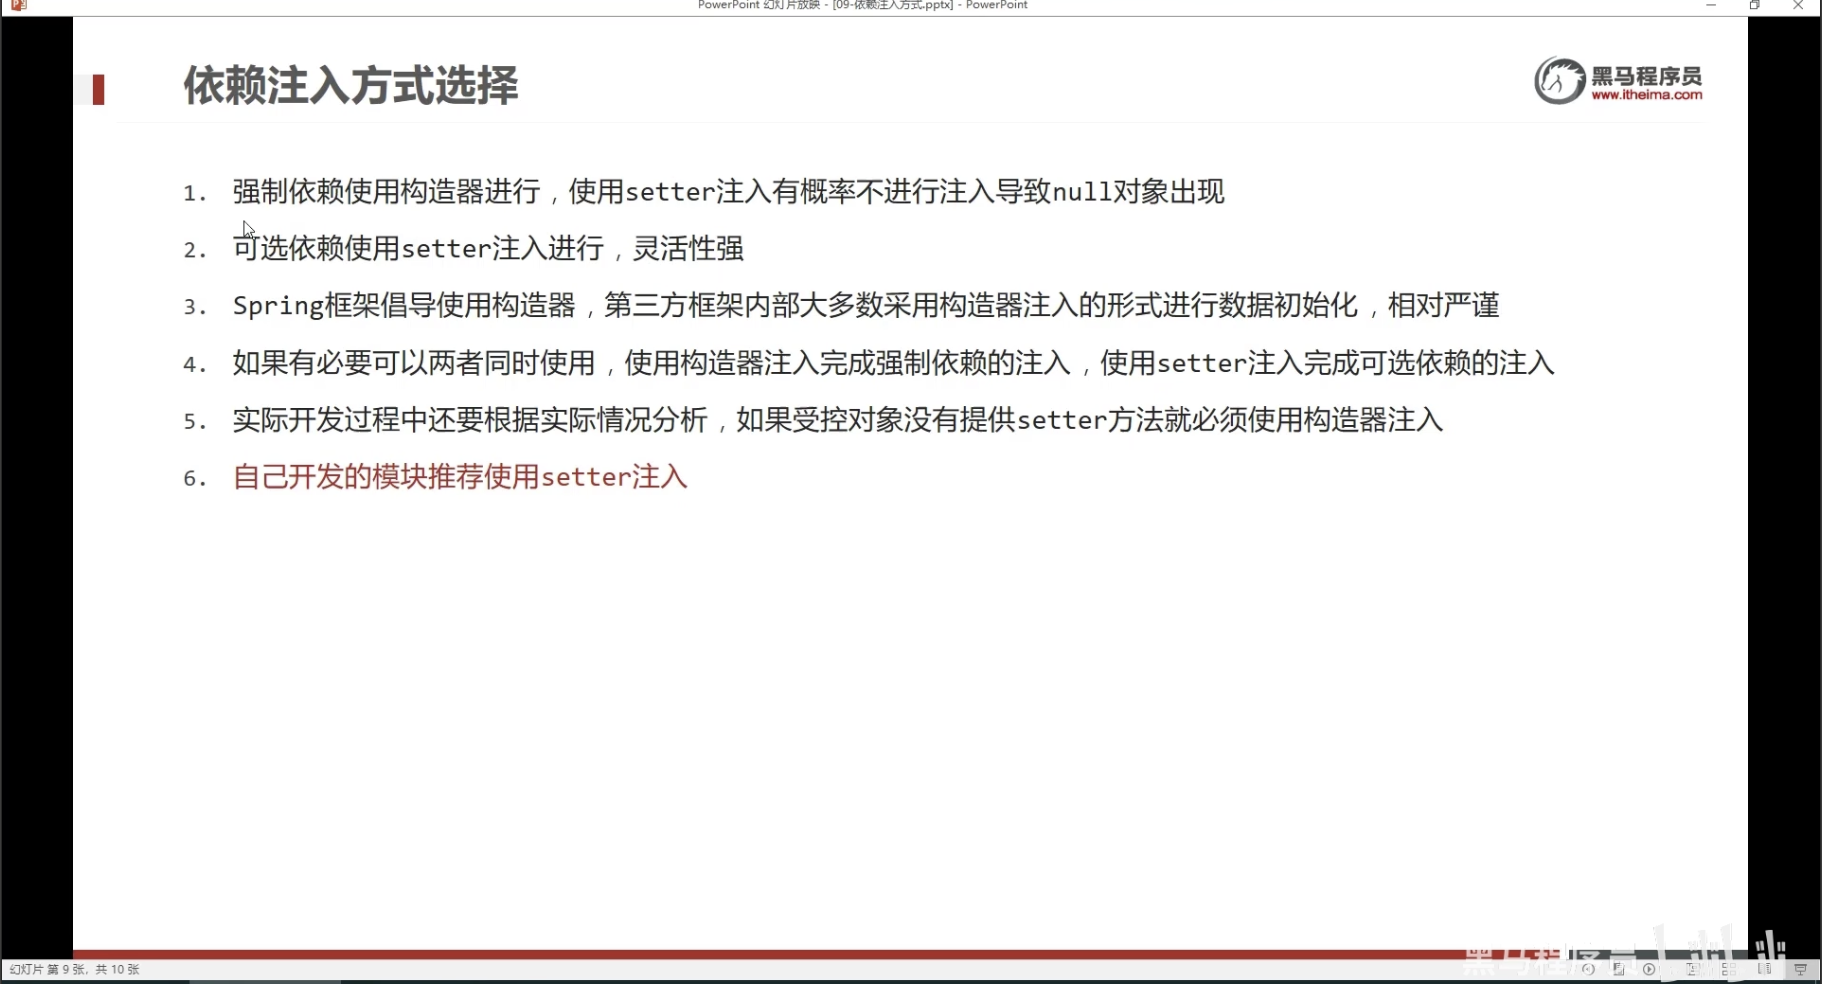 PowerPoint 幻灯片放映 - [09-依赖注入方式.pptx] - PowerPoint
依赖注入方式选择
黑马程序员
www.itheima.com
1. 强制依赖使用构造器进行，使用setter注入有概率不进行注入导致null对象出现
2. 可选依赖使用setter注入进行，灵活性强
3. Spring框架倡导使用构造器，第三方框架内部大多数采用构造器注入的形式进行数据初始化，相对严谨
4. 如果有必要可以两者同时使用，使用构造器注入完成强制依赖的注入，使用setter注入完成可选依赖的注入
5. 实际开发过程中还要根据实际情况分析，如果受控对象没有提供setter方法就必须使用构造器注入
6. 自己开发的模块推荐使用setter注入
黑马程序员
幻灯片 第 9 张，共 10 张